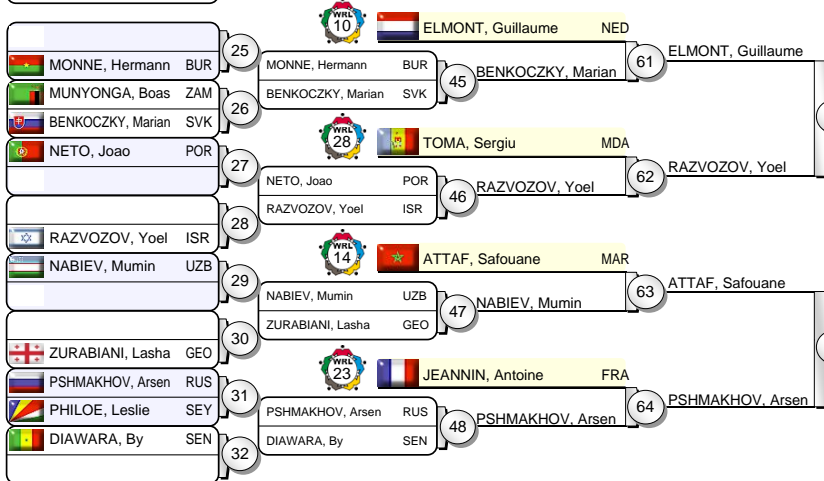 WRL
10
ELMONT, Guillaume NED
25
MONNE, Hermann BUR
MONNE, Hermann BUR
BENKOCZKY, Marian SVK
45
BENKOCZKY, Marian
61
ELMONT, Guillaume
MUNYONGA, Boas ZAM
26
BENKOCZKY, Marian SVK
WRL
28
TOMA, Sergiu MDA
NETO, Joao POR
27
NETO, Joao POR
RAZVOZOV, Yoel ISR
46
RAZVOZOV, Yoel
62
RAZVOZOV, Yoel
28
RAZVOZOV, Yoel ISR
WRL
14
ATTAF, Safouane MAR
NABIEV, Mumin UZB
29
NABIEV, Mumin UZB
ZURABIANI, Lasha GEO
47
NABIEV, Mumin
63
ATTAF, Safouane
30
ZURABIANI, Lasha GEO
WRL
23
JEANNIN, Antoine FRA
PSHMAKHOV, Arsen RUS
31
PHILOE, Leslie SEY
PSHMAKHOV, Arsen RUS
DIAWARA, By SEN
48
PSHMAKHOV, Arsen
64
PSHMAKHOV, Arsen
DIAWARA, By SEN
32